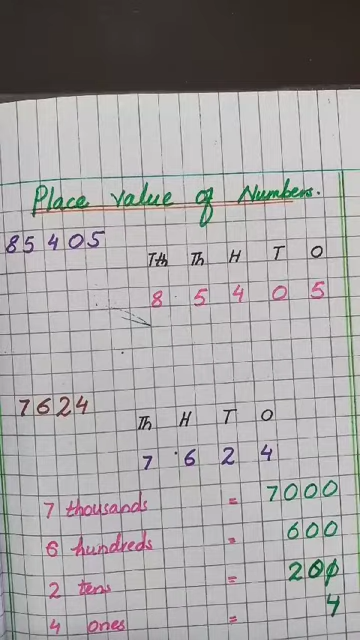 Place value of Numbers.
85405
Tth Th H T O
8 5 4 0 5
7624
Th H T O
7 6 2 4
7 thousands = 7000
6 hundreds = 600
2 tens = 200
4 ones = 4